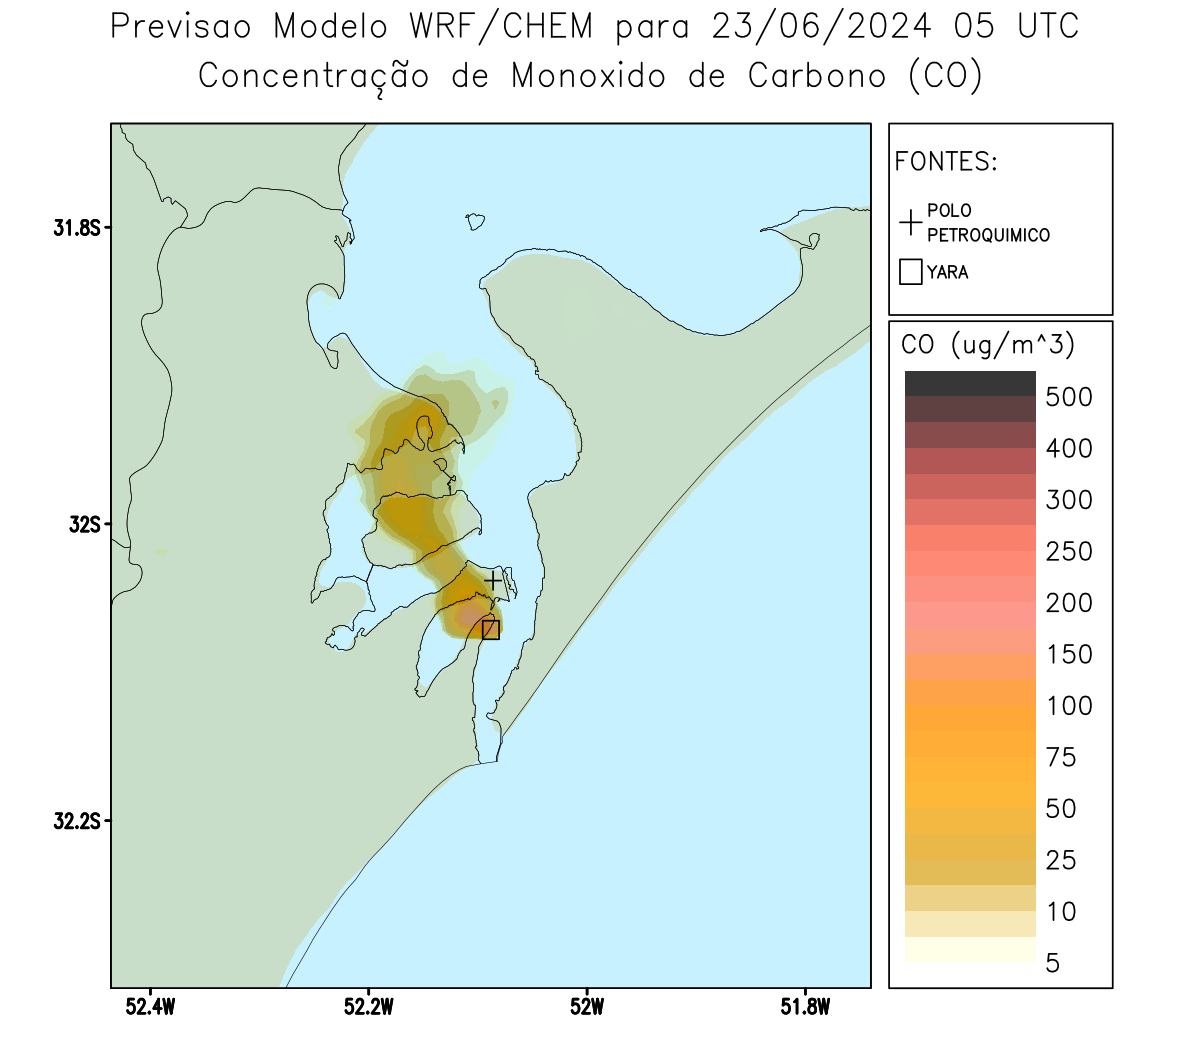 Previsao Modelo WRF/CHEM para 23/06/2024 05 UTC
Concentração de Monoxido de Carbono (CO)
FONTES:
POLO
PETROQUIMICO
YARA
CO (ug/m^3)
500
400
300
250
200
150
100
75
50
25
10
5
31.8S
32S
32.2S
52.4W
52.2W
52W
51.8W